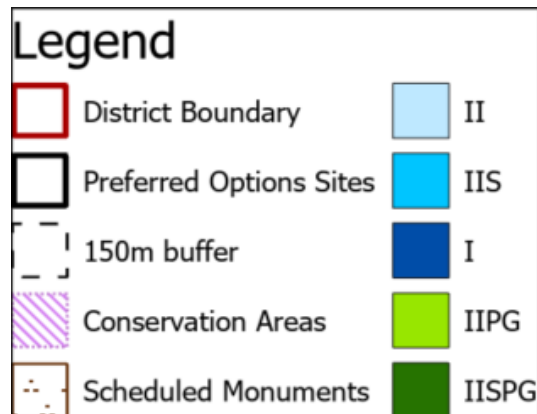 Legend
District Boundary
Preferred Options Sites
150m buffer
Conservation Areas
Scheduled Monuments
II
IIS
I
IIPG
IISPG